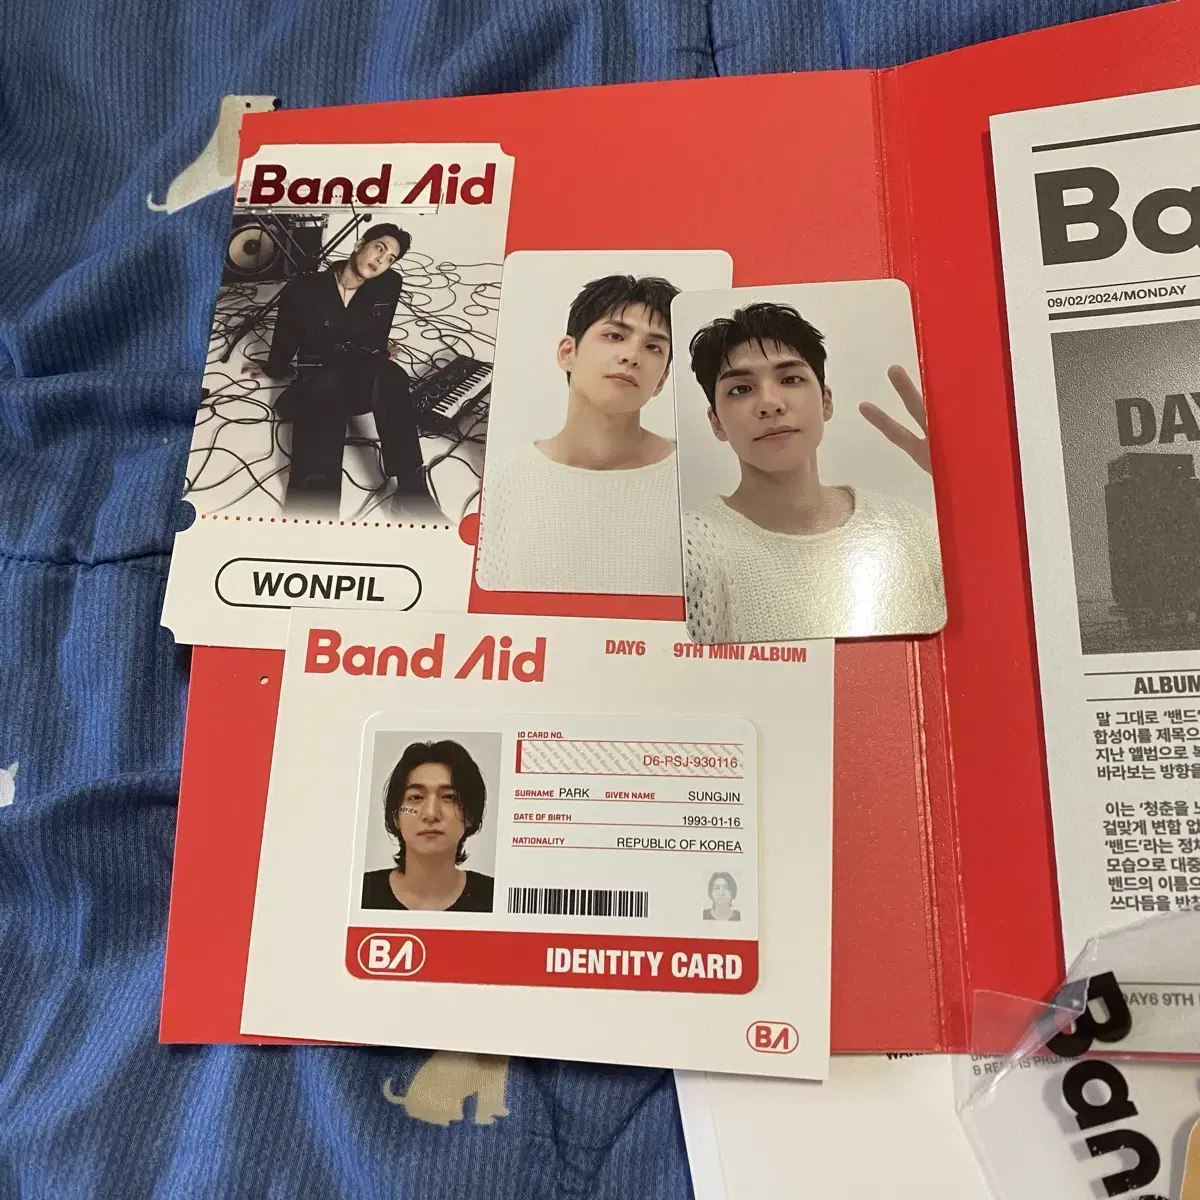 Band Aid
WONPIL
Band Aid
DAY6 9TH MINI ALBUM
ID CARD NO.
D6-PSJ-930116
SURNAME PARK GIVEN NAME SUNGJIN
DATE OF BIRTH 1993-01-16
NATIONALITY REPUBLIC OF KOREA
BA IDENTITY CARD
BA
Ba
09/02/2024/MONDAY
DAY
ALBUM
말 그대로 '밴드'
합성어를 제목으
지난 앨범으로
바라보는 방향을
이는 '청춘을
걸맞게 변함 없
'밴드'라는 정체
모습으로 대중
밴드의 이름으
쓰다듬을 반창
DAY6 9TH
Band